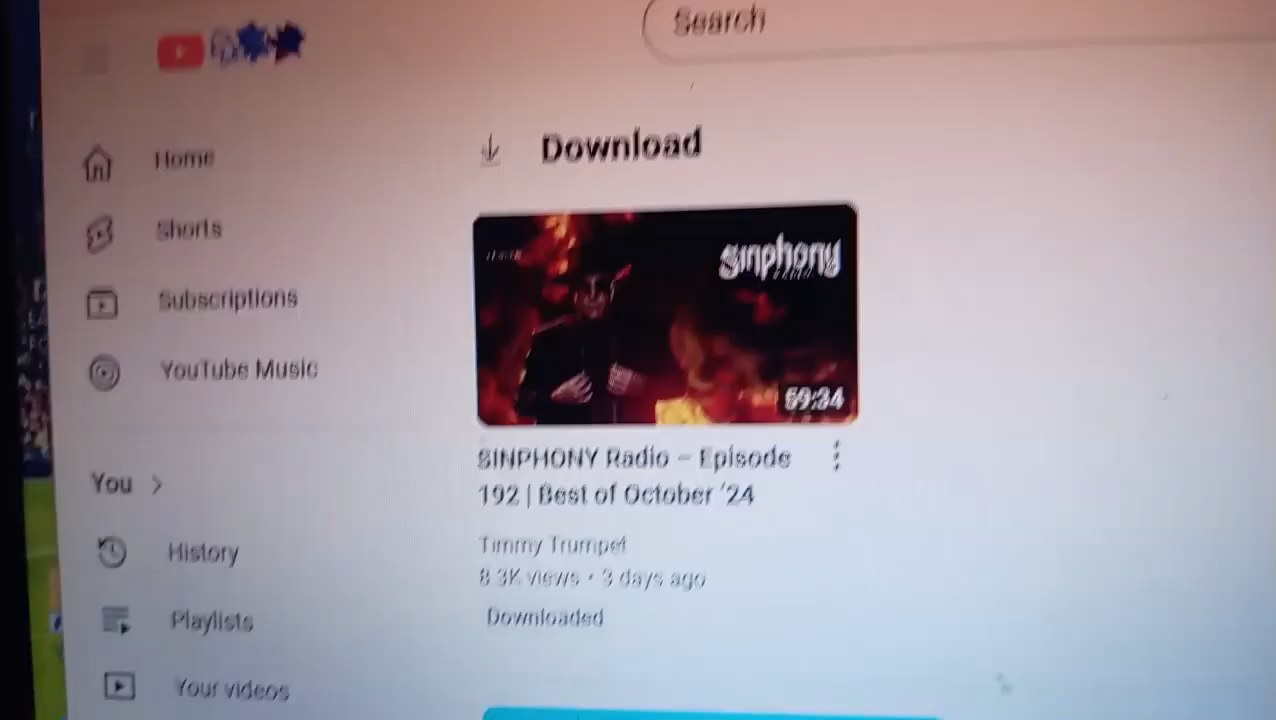 Search
Home
Shorts
Subscriptions
YouTube Music
You >
History
Playlists
Your videos
Download
sinphony
59:34
SINPHONY Radio – Episode
192 | Best of October '24
Timmy Trumpet
8.3K views • 3 days ago
Downloaded